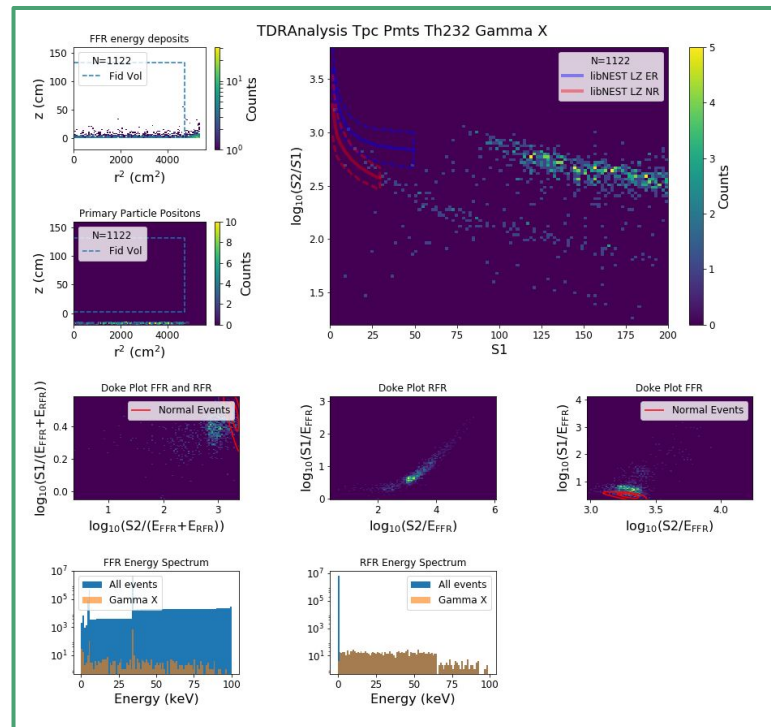 TDRAnalysis Tpc Pmts Th232 Gamma X
FFR energy deposits
N=1122
Fid Vol
z (cm)
150
100
50
0
0 2000 4000
r² (cm²)
10¹
10⁰
Counts
Primary Particle Positons
N=1122
Fid Vol
z (cm)
150
100
50
0
0 2000 4000
r² (cm²)
10
8
6
4
2
0
Counts
N=1122
libNEST LZ ER
libNEST LZ NR
log₁₀(S2/S1)
3.5
3.0
2.5
2.0
1.5
0 25 50 75 100 125 150 175 200
S1
5
4
3
2
1
0
Counts
Doke Plot FFR and RFR
Normal Events
log₁₀(S1/(E_FFR+E_RFR))
0.4
0.2
0.0
1 2 3
log₁₀(S2/(E_FFR+E_RFR))
Doke Plot RFR
log₁₀(S1/E_FFR)
3
2
1
0
2 4 6
log₁₀(S2/E_FFR)
Doke Plot FFR
Normal Events
log₁₀(S1/E_FFR)
4
3
2
1
3.0 3.5 4.0
log₁₀(S2/E_FFR)
FFR Energy Spectrum
All events
Gamma X
10⁷
10⁵
10³
10¹
0 25 50 75 100
Energy (keV)
RFR Energy Spectrum
All events
Gamma X
10⁷
10⁵
10³
10¹
0 25 50 75 100
Energy (keV)